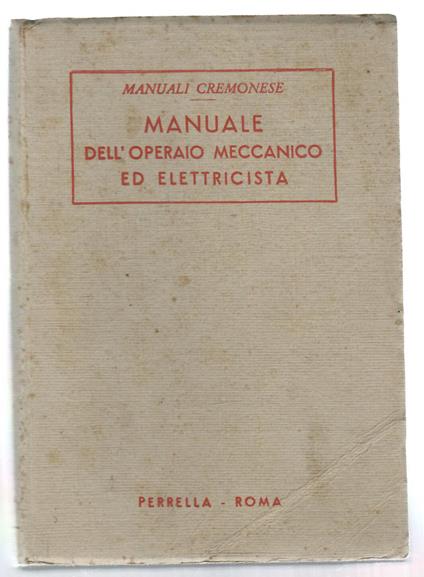 MANUALI CREMONESE
MANUALE
DELL'OPERAIO MECCANICO
ED ELETTRICISTA
PERRELLA - ROMA